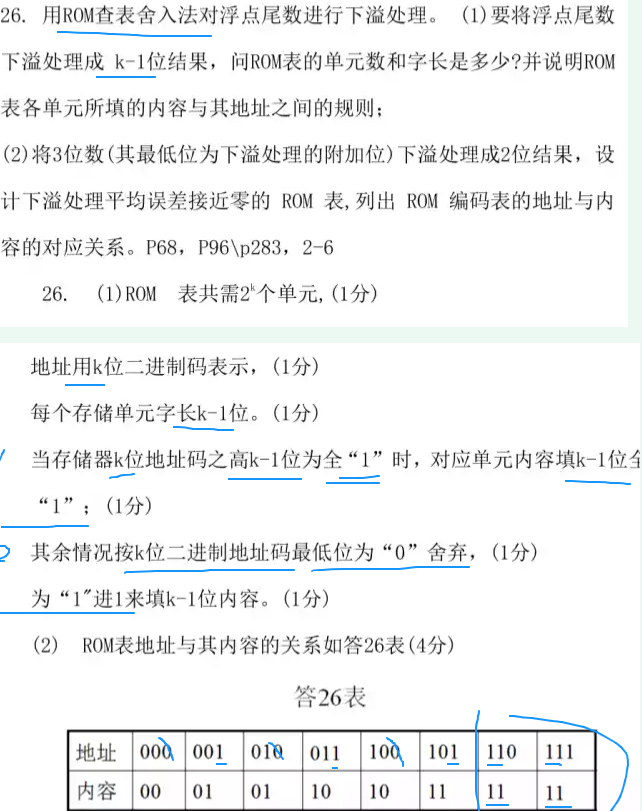 26. 用ROM查表舍入法对浮点尾数进行下溢处理。 (1)要将浮点尾数
下溢处理成 k-1位结果，问ROM表的单元数和字长是多少?并说明ROM
表各单元所填的内容与其地址之间的规则；
(2)将3位数(其最低位为下溢处理的附加位)下溢处理成2位结果，设
计下溢处理平均误差接近零的 ROM 表,列出 ROM 编码表的地址与内
容的对应关系。P68，P96\p283，2-6
26. (1)ROM 表共需2ᵏ个单元,(1分)
地址用k位二进制码表示，(1分)
每个存储单元字长k-1位。(1分)
当存储器k位地址码之高k-1位为全“1”时，对应单元内容填k-1位全
“1”；(1分)
其余情况按k位二进制地址码最低位为“0”舍弃，(1分)
为“1″进1来填k-1位内容。(1分)
(2) ROM表地址与其内容的关系如答26表(4分)
答26表
地址 000 001 010 011 100 101 110 111
内容 00 01 01 10 10 11 11 11